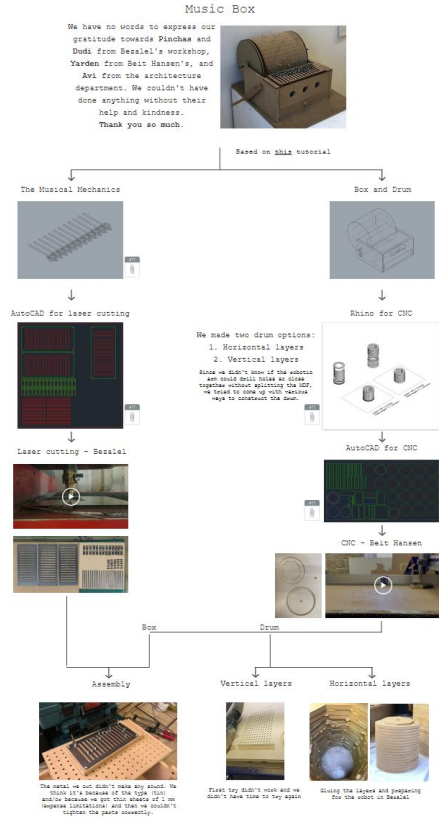 Music Box
We have no words to express our
gratitude towards Pinchas and
Dudi from Bezalel's workshop,
Yarden from Beit Hansen's, and
Avi from the architecture
department. We couldn't have
done anything without their
help and kindness.
Thank you so much.
Based on this tutorial
The Musical Mechanics
Box and Drum
AutoCAD for laser cutting
Rhino for CNC
We made two drum options:
1. Horizontal layers
2. Vertical layers
Since we didn't know if the robotic
arm could drill holes so close
together without splitting the MDF,
we tried to come up with various
ways to construct the drum.
AutoCAD for CNC
Laser cutting - Bezalel
CNC - Beit Hansen
Box
Drum
Assembly
Vertical layers
Horizontal layers
The metal we cut didn't make any sound. We
think it's because of the type (tin)
and/or because we got thin sheets of 1 mm
(expense limitations) and then we couldn't
tighten the parts correctly.
First try didn't work and we
didn't have time to try again
Gluing the layers and preparing
for the robot in Bezalel